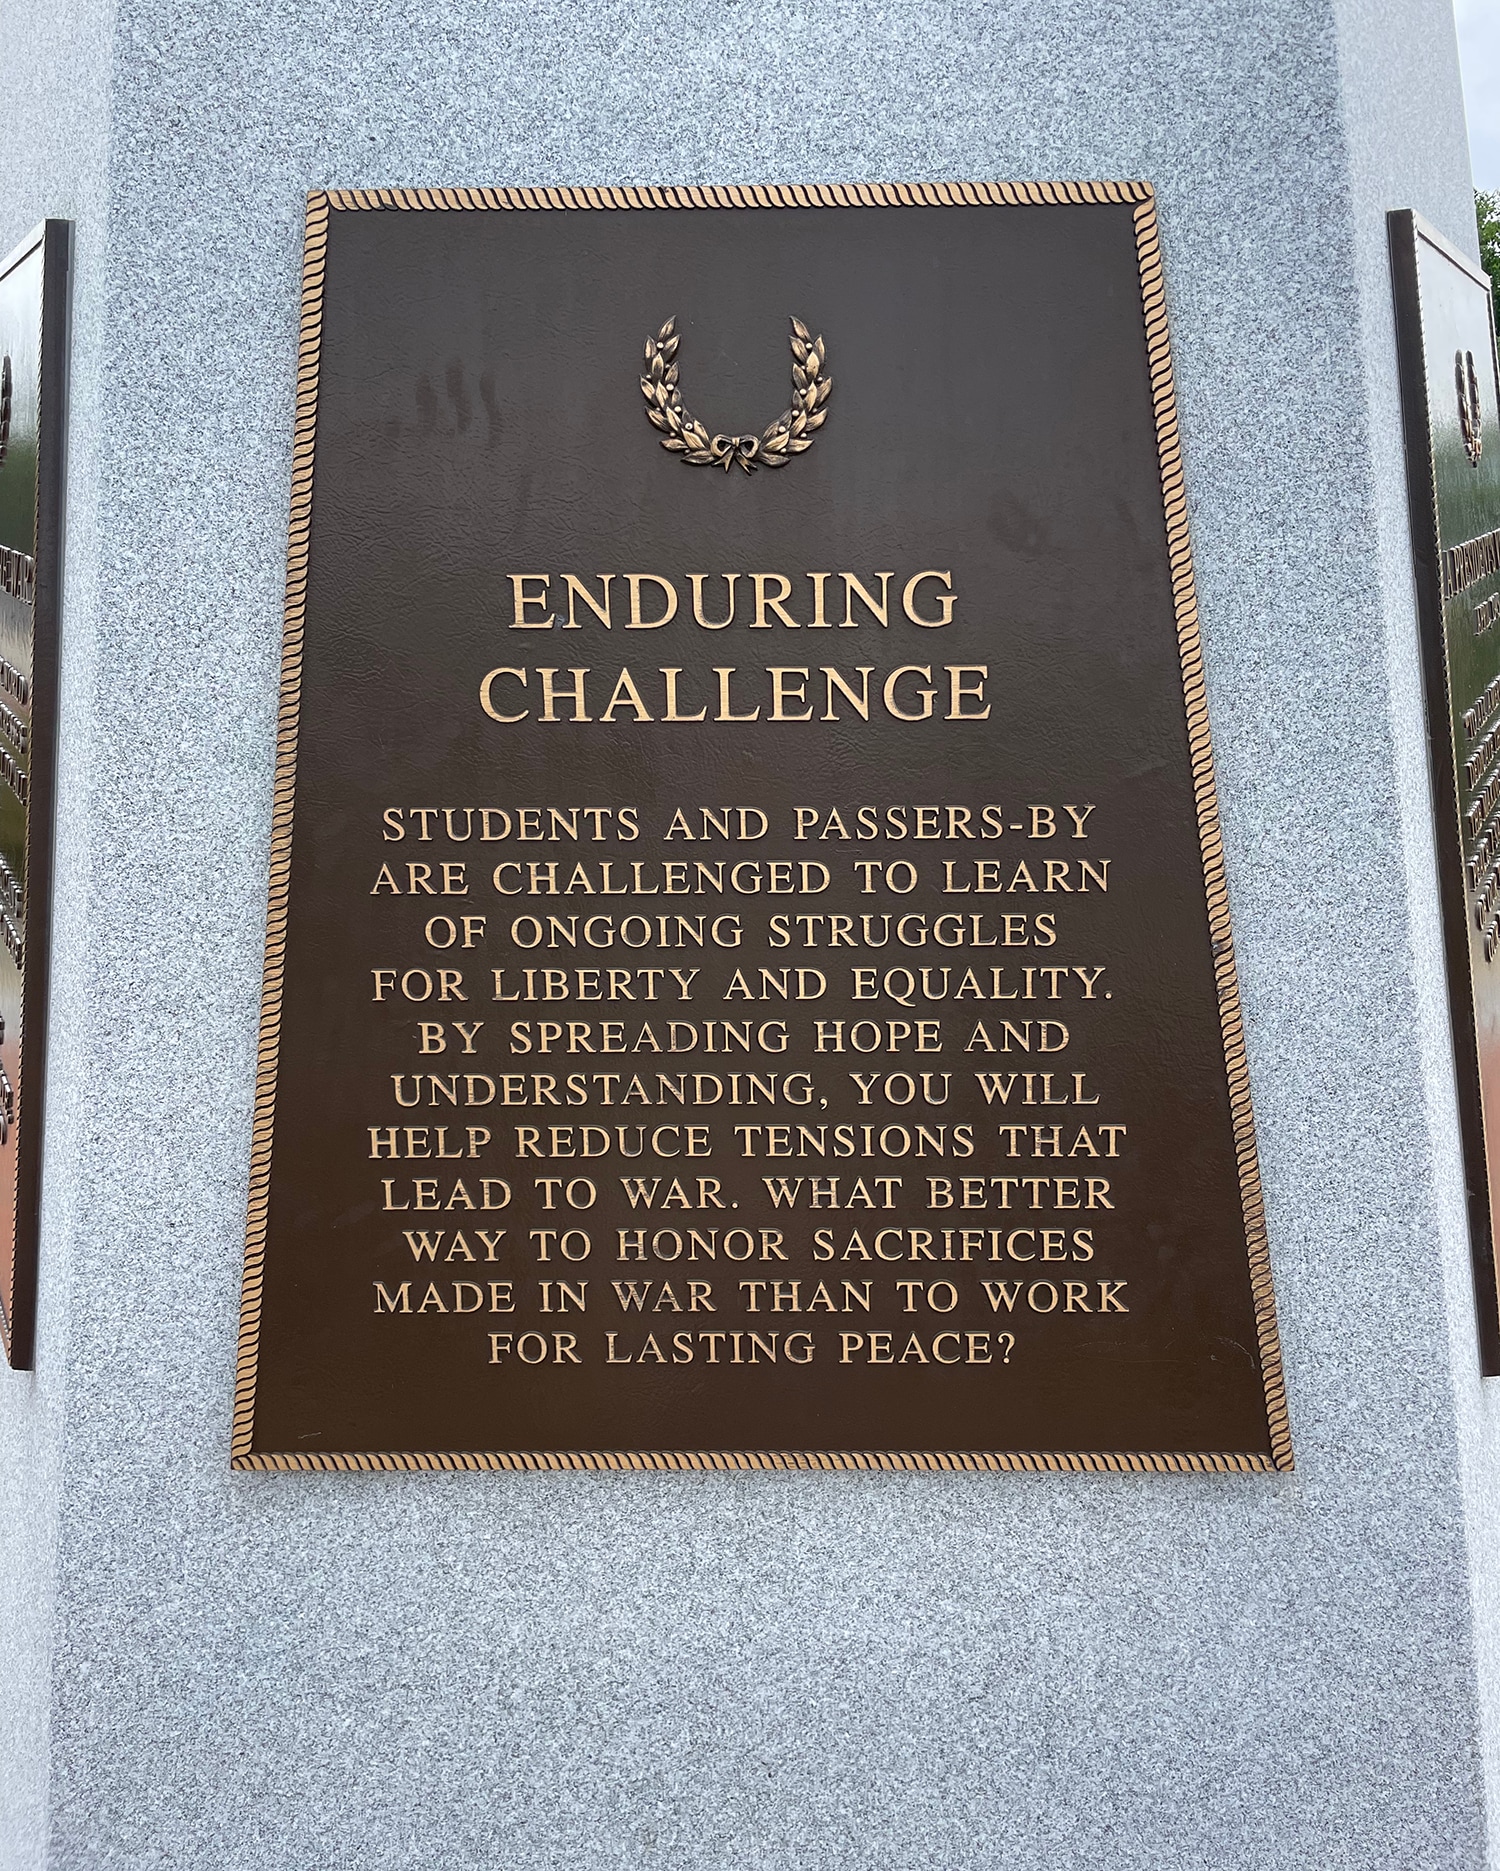 ENDURING
CHALLENGE
STUDENTS AND PASSERS-BY
ARE CHALLENGED TO LEARN
OF ONGOING STRUGGLES
FOR LIBERTY AND EQUALITY.
BY SPREADING HOPE AND
UNDERSTANDING, YOU WILL
HELP REDUCE TENSIONS THAT
LEAD TO WAR. WHAT BETTER
WAY TO HONOR SACRIFICES
MADE IN WAR THAN TO WORK
FOR LASTING PEACE?